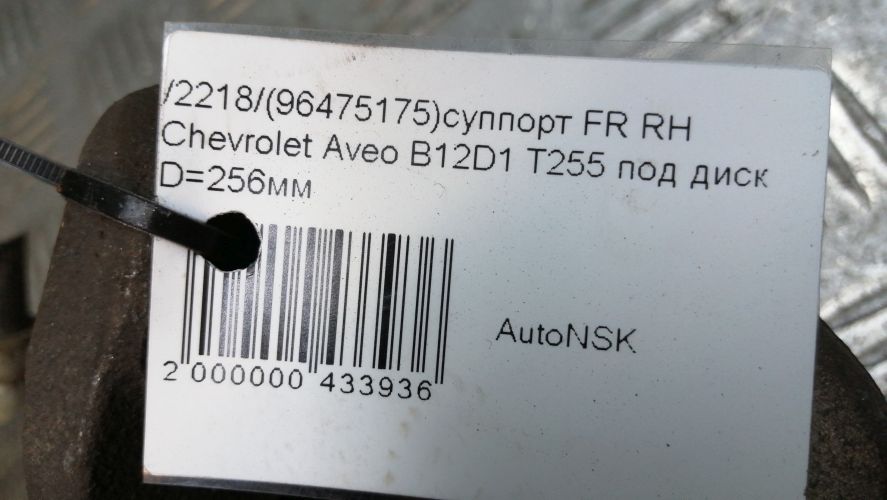 /2218/(96475175)суппорт FR RH
Chevrolet Aveo B12D1 T255 под диск
D=256мм
AutoNSK
2 000000 433936